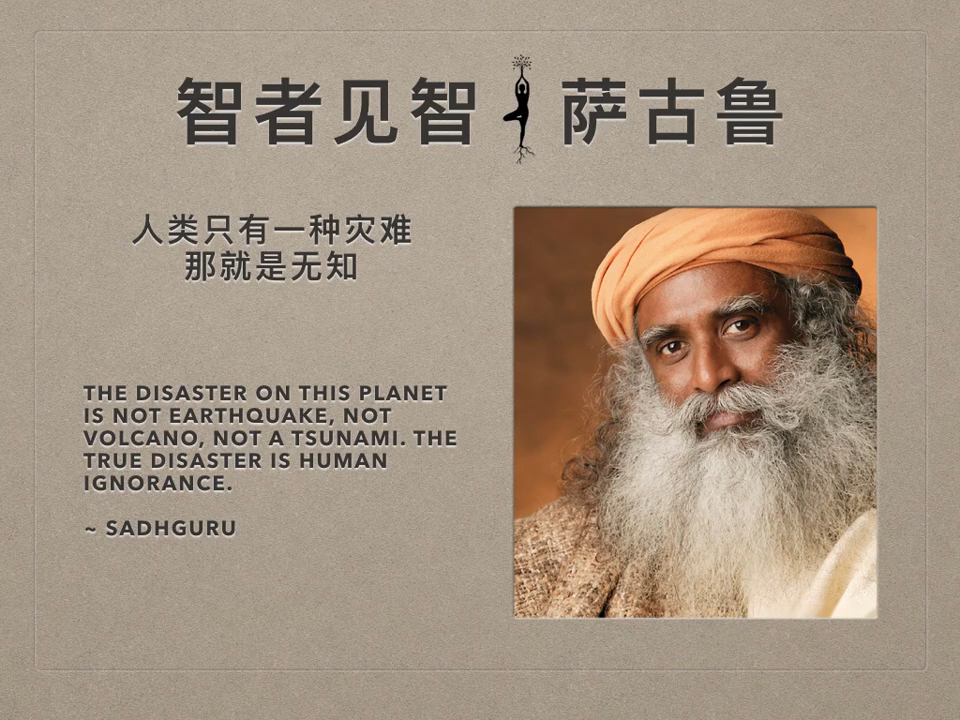 智者见智 萨古鲁
人类只有一种灾难
那就是无知
THE DISASTER ON THIS PLANET
IS NOT EARTHQUAKE, NOT
VOLCANO, NOT A TSUNAMI. THE
TRUE DISASTER IS HUMAN
IGNORANCE.
~ SADHGURU